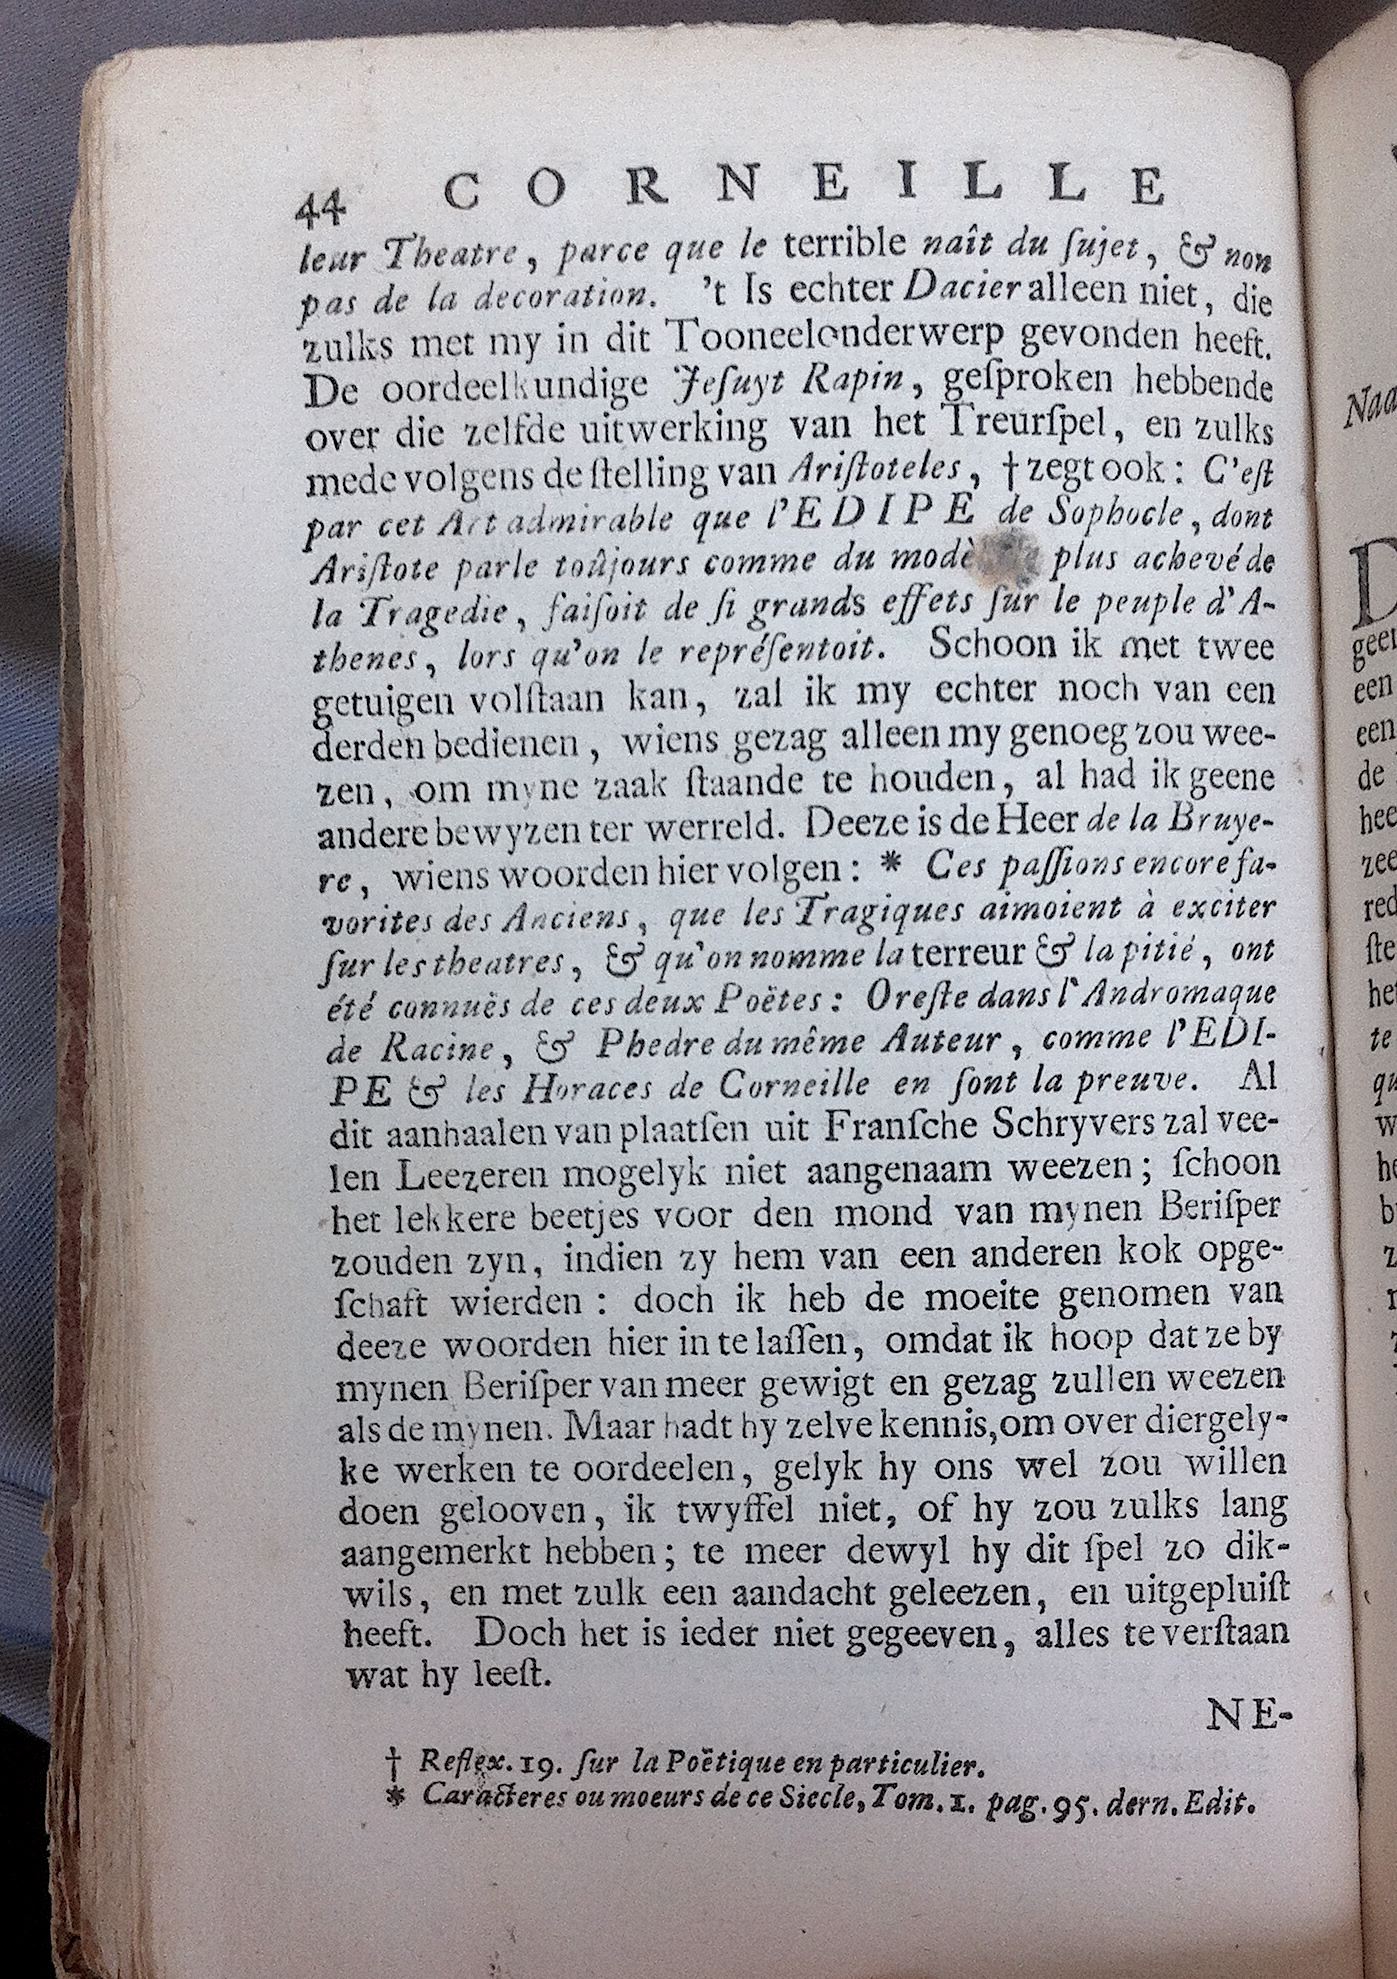 44 CORNEILLE
leur Theatre, parce que le terrible naît du ſujet, & non
pas de la decoration. 't Is echter Dacier alleen niet, die
zulks met my in dit Tooneelonderwerp gevonden heeft.
De oordeelkundige Jeſuyt Rapin, geſproken hebbende
over die zelfde uitwerking van het Treurſpel, en zulks
mede volgens de ſtelling van Ariſtoteles, † zegt ook: C'eſt
par cet Art admirable que l'EDIPE de Sophocle, dont
Ariſtote parle toûjours comme du plus achevé de
la Tragedie, faiſoit de ſi grands effets ſur le peuple d'A-
thenes, lors qu'on le repréſentoit. Schoon ik met twee
getuigen volſtaan kan, zal ik my echter noch van een
derden bedienen, wiens gezag alleen my genoeg zou wee-
zen, om myne zaak ſtaande te houden, al had ik geene
andere bewyzen ter werreld. Deeze is de Heer de la Bruye-
re, wiens woorden hier volgen: * Ces paſſions encore fa-
vorites des Anciens, que les Tragiques aimoient à exciter
ſur les theatres, & qu'on nomme la terreur & la pitié, ont
été connuës de ces deux Poëtes: Oreſte dans l'Andromaque
de Racine, & Phedre du même Auteur, comme l'EDI-
PE & les Horaces de Corneille en ſont la preuve. Al
dit aanhaalen van plaatſen uit Franſche Schryvers zal vee-
len Leezeren mogelyk niet aangenaam weezen; ſchoon
het lekkere beetjes voor den mond van mynen Beriſper
zouden zyn, indien zy hem van een anderen kok opge-
ſchaft wierden: doch ik heb de moeite genomen van
deeze woorden hier in te laſſen, omdat ik hoop dat ze by
mynen Beriſper van meer gewigt en gezag zullen weezen
als de mynen. Maar hadt hy zelve kennis, om over diergely-
ke werken te oordeelen, gelyk hy ons wel zou willen
doen gelooven, ik twyffel niet, of hy zou zulks lang
aangemerkt hebben; te meer dewyl hy dit ſpel zo dik-
wils, en met zulk een aandacht geleezen, en uitgepluiſt
heeft. Doch het is ieder niet gegeeven, alles te verſtaan
wat hy leeſt.
NE-
† Reflex. 19. ſur la Poëtique en particulier.
* Caracteres ou moeurs de ce Siecle, Tom. 1. pag. 95. dern. Edit.